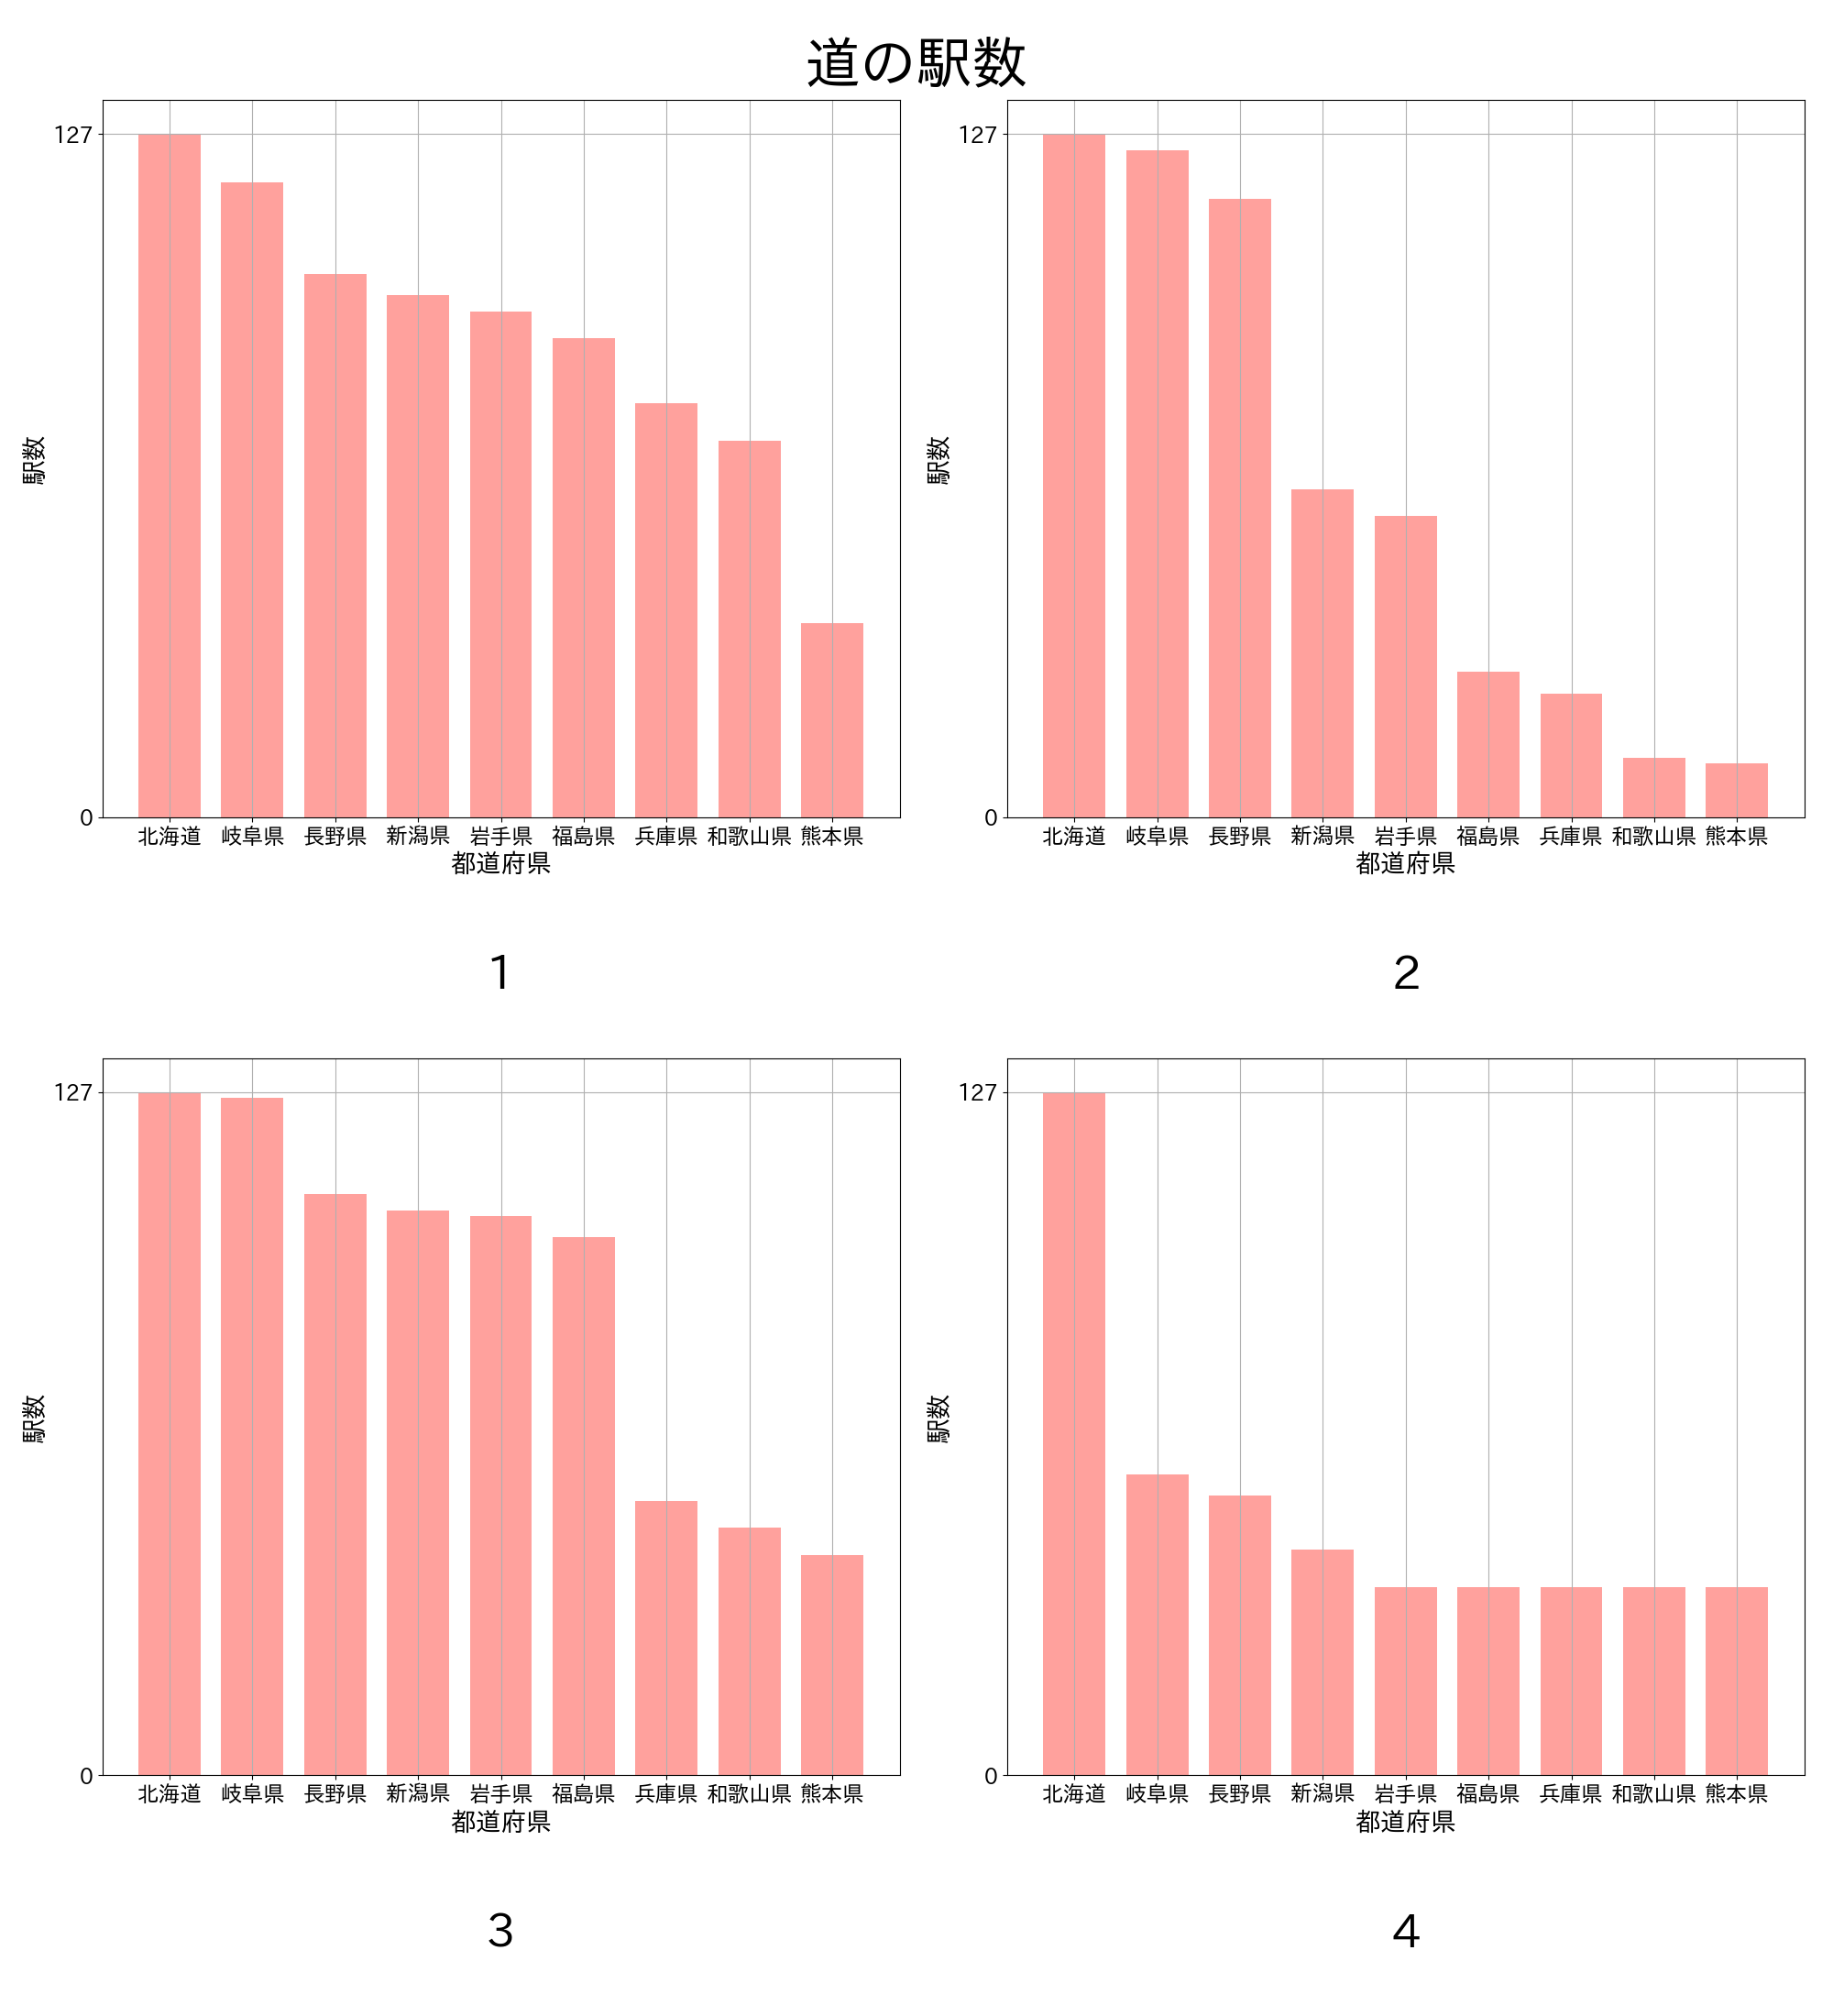 道の駅数
127
0
駅数
北海道 岐阜県 長野県 新潟県 岩手県 福島県 兵庫県 和歌山県 熊本県
都道府県
1
127
0
駅数
北海道 岐阜県 長野県 新潟県 岩手県 福島県 兵庫県 和歌山県 熊本県
都道府県
2
127
0
駅数
北海道 岐阜県 長野県 新潟県 岩手県 福島県 兵庫県 和歌山県 熊本県
都道府県
3
127
0
駅数
北海道 岐阜県 長野県 新潟県 岩手県 福島県 兵庫県 和歌山県 熊本県
都道府県
4